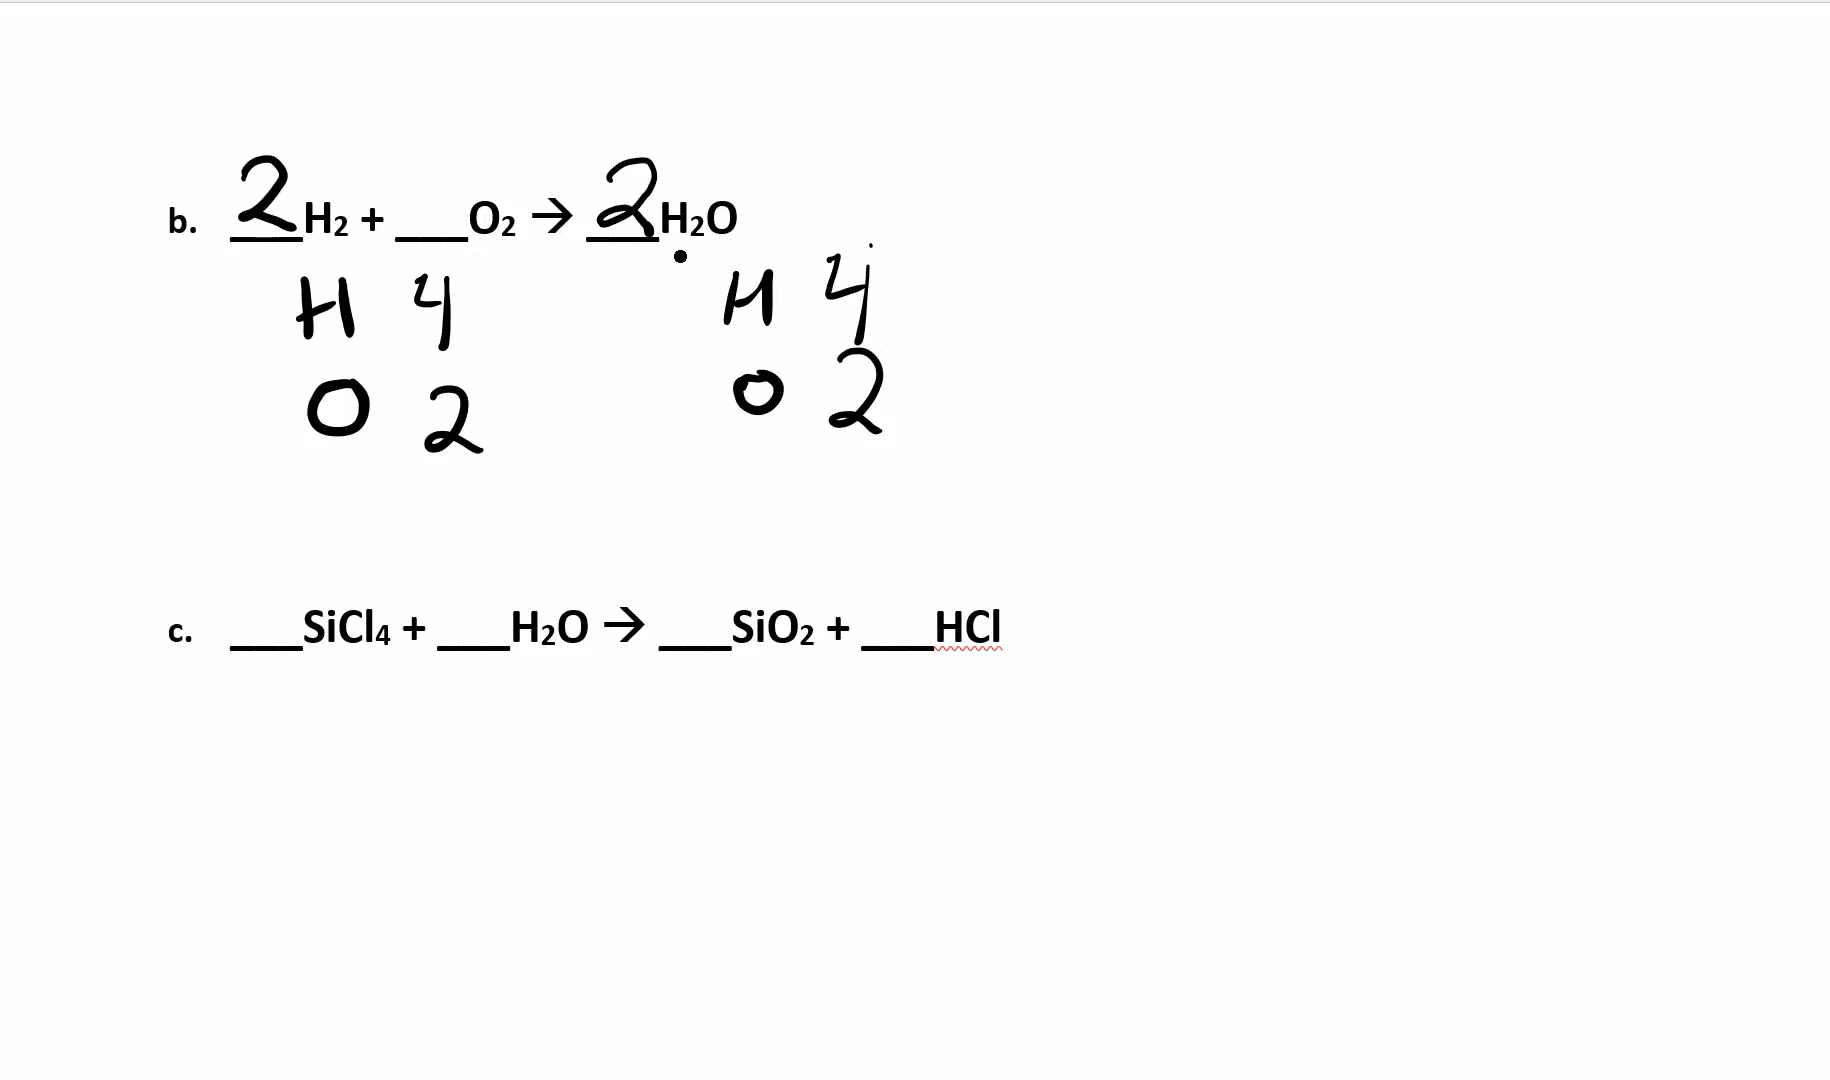 b. 2H₂ + ___O₂ → 2H₂O
H 4 H 4
O 2 O 2
c. ___SiCl₄ + ___H₂O → ___SiO₂ + ___HCl